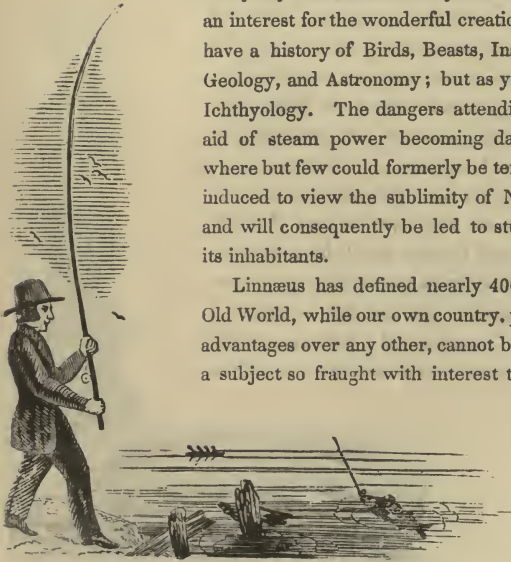 an interest for the wonderful
have a history of Birds, Beasts,
Geology, and Astronomy; but as
Ichthyology. The dangers
aid of steam power becoming
where but few could formerly be
induced to view the sublimity of
and will consequently be led to
its inhabitants.
Linnæus has defined nearly
Old World, while our own country.
advantages over any other, cannot
a subject so fraught with interest